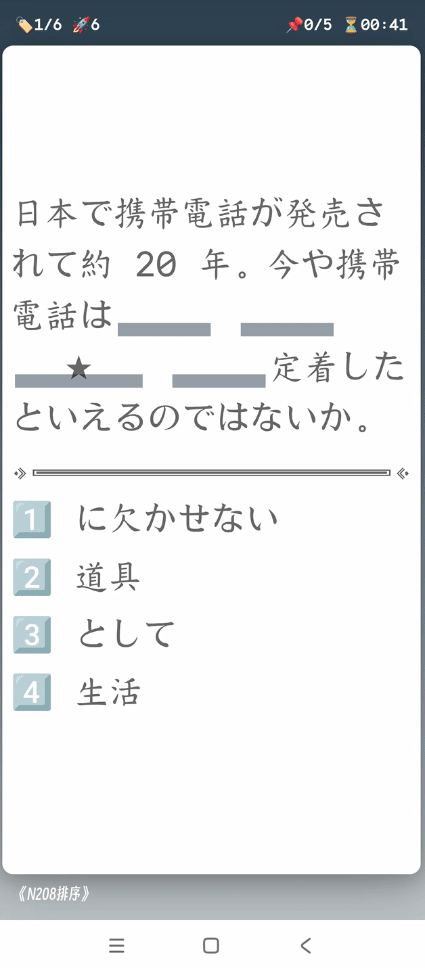 🏷️1/6 🚀6 📌0/5 ⏳00:41
日本で携帯電話が発売さ
れて約 20 年。今や携帯
電話は＿＿ ＿＿
＿★＿ ＿＿定着した
といえるのではないか。
1 に欠かせない
2 道具
3 として
4 生活
《N208排序》